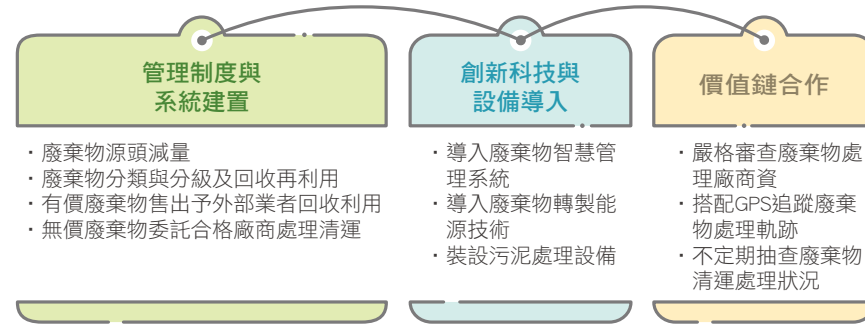 管理制度與
系統建置
・廢棄物源頭減量
・廢棄物分類與分級及回收再利用
・有價廢棄物售出予外部業者回收利用
・無價廢棄物委託合格廠商處理清運
創新科技與
設備導入
・導入廢棄物智慧管
理系統
・導入廢棄物轉製能
源技術
・裝設污泥處理設備
價值鏈合作
・嚴格審查廢棄物處
理廠商資
・搭配GPS追蹤廢棄
物處理軌跡
・不定期抽查廢棄物
清運處理狀況